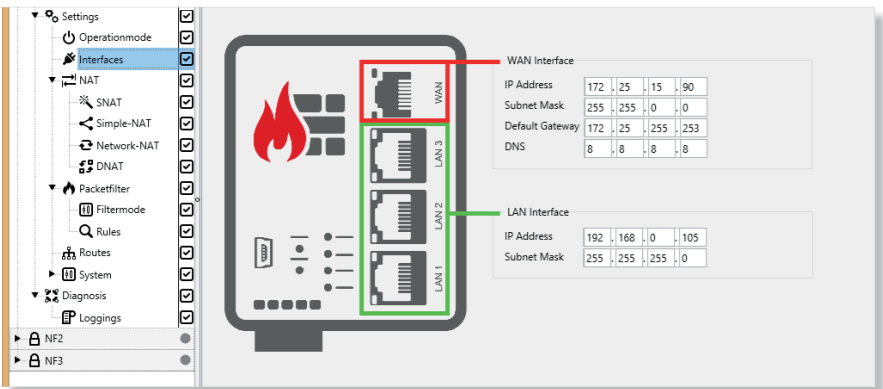 Settings
Operationmode
Interfaces
NAT
SNAT
Simple-NAT
Network-NAT
DNAT
Packetfilter
Filtermode
Rules
Routes
System
Diagnosis
Loggings
NF2
NF3
WAN
LAN 3
LAN 2
LAN 1
WAN Interface
IP Address 172 . 25 . 15 . 90
Subnet Mask 255 . 255 . 0 . 0
Default Gateway 172 . 25 . 255 . 253
DNS 8 . 8 . 8 . 8
LAN Interface
IP Address 192 . 168 . 0 . 105
Subnet Mask 255 . 255 . 255 . 0